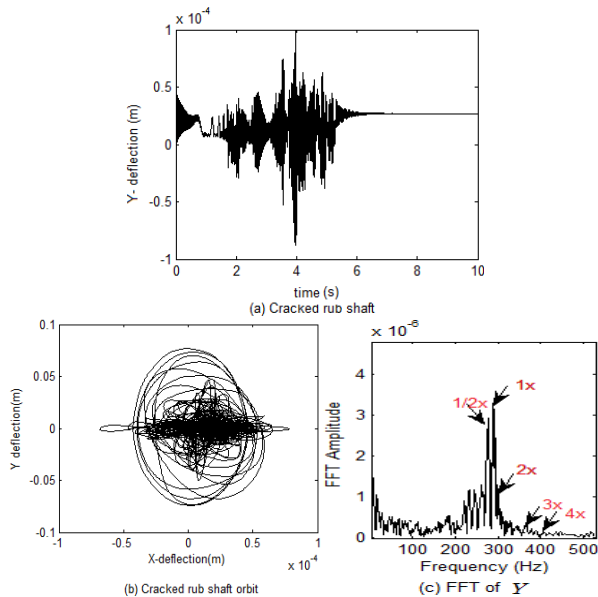 x 10⁻⁴
1
0.5
0
-0.5
-1
Y- deflection (m)
0 2 4 6 8 10
time (s)
(a) Cracked rub shaft
0.1
0.05
0
-0.05
-0.1
Y deflection(m)
-1 -0.5 0 0.5 1
X-deflection(m)
x 10⁻⁴
(b) Cracked rub shaft orbit
x 10⁻⁶
4
3
2
1
0
FFT Amplitude
1/2x
1x
2x
3x
4x
100 200 300 400 500
Frequency (Hz)
(c) FFT of Y